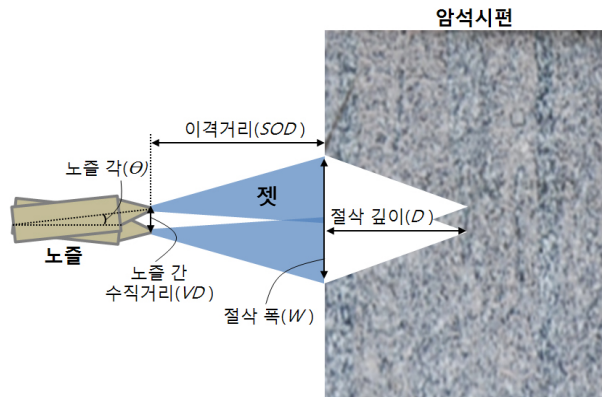 암석시편
이격거리(SOD)
노즐 각(Θ)
젯
절삭 깊이(D)
노즐
노즐 간
수직거리(VD)
절삭 폭(W)